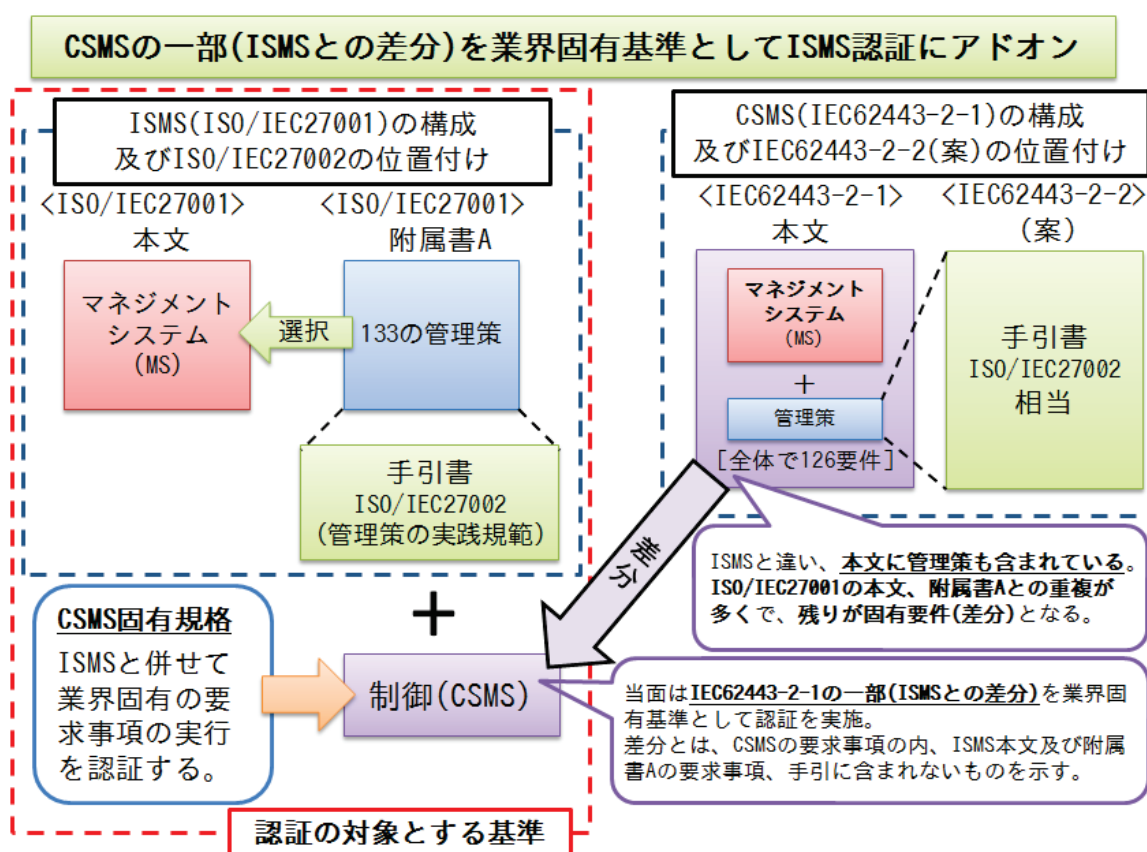 CSMSの一部(ISMSとの差分)を業界固有基準としてISMS認証にアドオン
ISMS(ISO/IEC27001)の構成
及びISO/IEC27002の位置付け
<ISO/IEC27001>
本文
<ISO/IEC27001>
附属書A
マネジメント
システム
(MS)
選択
133の管理策
手引書
ISO/IEC27002
(管理策の実践規範)
CSMS(IEC62443-2-1)の構成
及びIEC62443-2-2(案)の位置付け
<IEC62443-2-1>
本文
<IEC62443-2-2>
(案)
マネジメント
システム
(MS)
+
管理策
[全体で126要件]
手引書
ISO/IEC27002
相当
差分
ISMSと違い、本文に管理策も含まれている。
ISO/IEC27001の本文、附属書Aとの重複が
多くで、残りが固有要件(差分)となる。
+
CSMS固有規格
ISMSと併せて
業界固有の要
求事項の実行
を認証する。
制御(CSMS)
当面はIEC62443-2-1の一部(ISMSとの差分)を業界固
有基準として認証を実施。
差分とは、CSMSの要求事項の内、ISMS本文及び附属
書Aの要求事項、手引に含まれないものを示す。
認証の対象とする基準